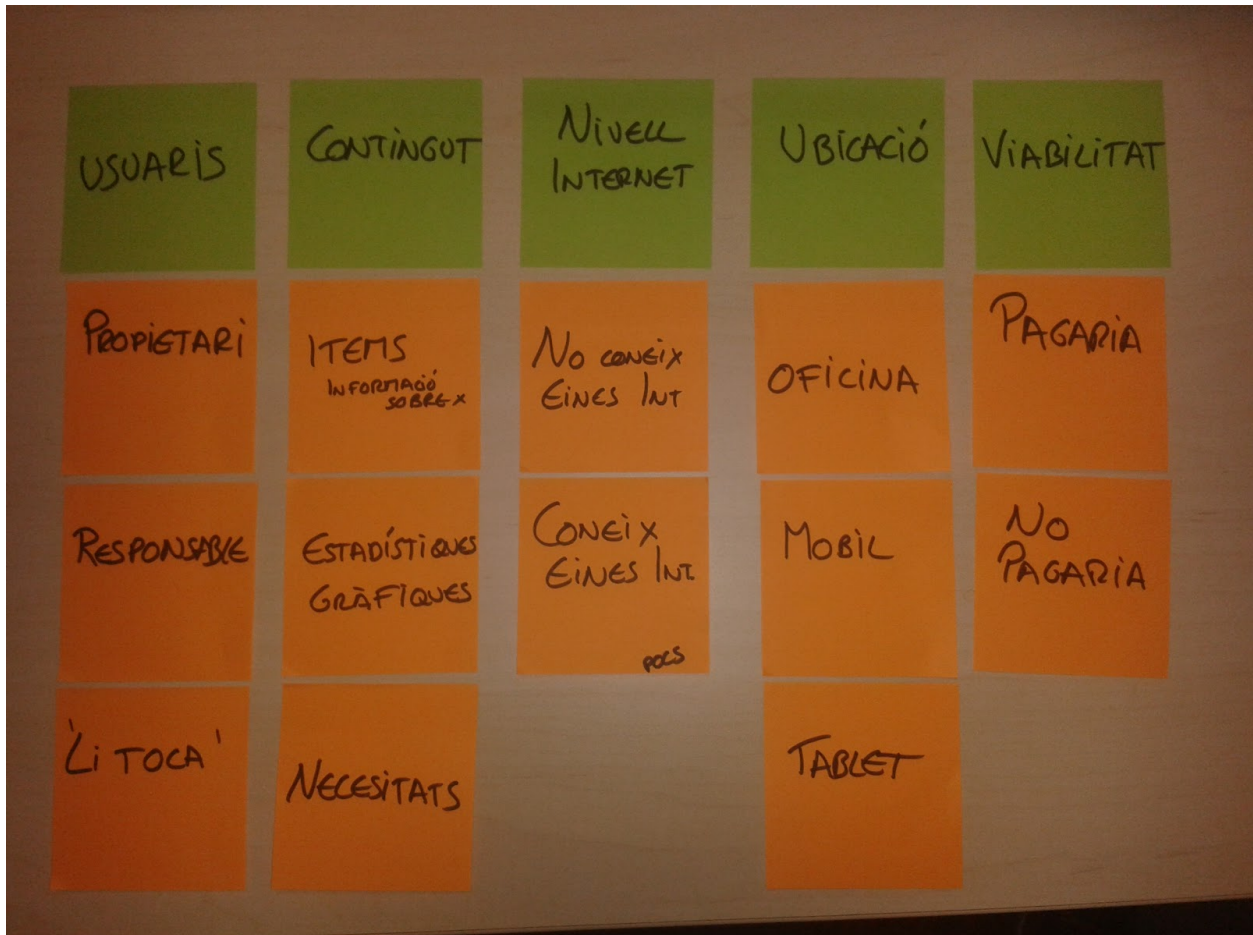 USUARIS
CONTINGUT
NIVELL
INTERNET
UBICACIÓ
VIABILITAT
PROPIETARI
ITEMS
INFORMACIÓ
SOBRE X
NO CONEIX
EINES INT
OFICINA
PAGARIA
RESPONSABLE
ESTADÍSTIQUES
GRÀFIQUES
CONEIX
EINES INT.
POCS
MOBIL
NO
PAGARIA
'LI TOCA'
NECESITATS
TABLET